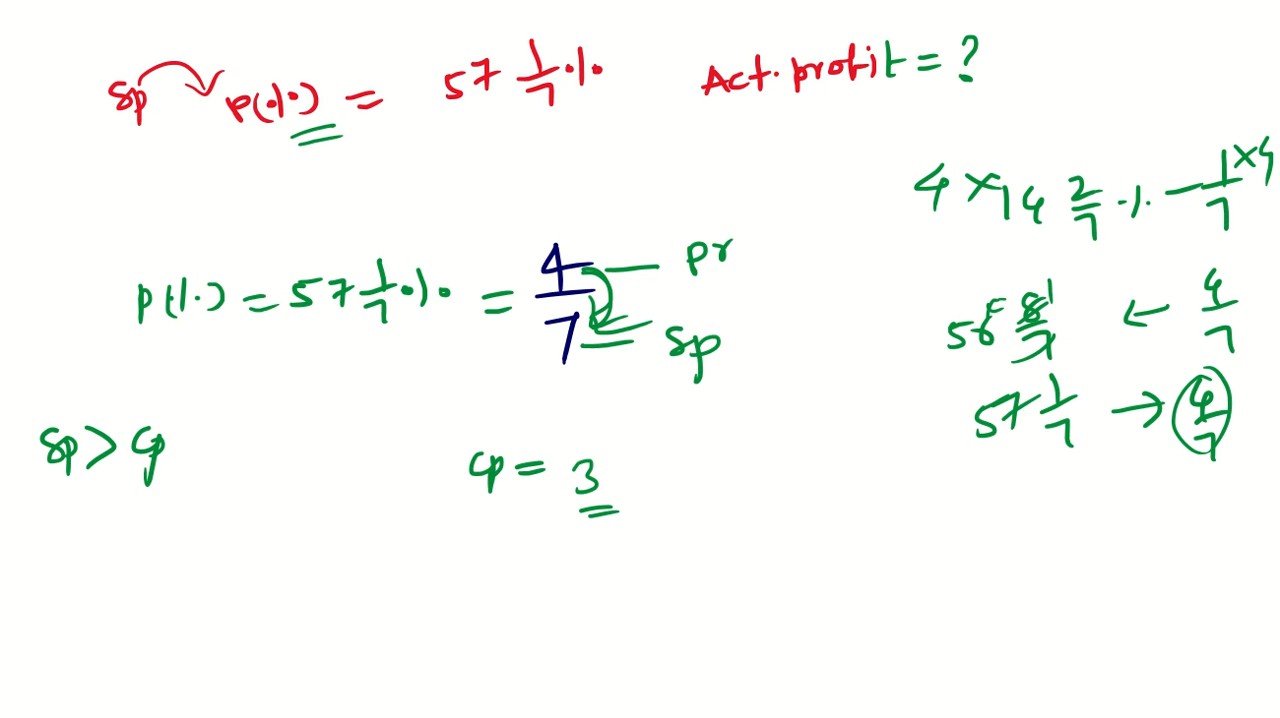 Sp P(%) = 57 1/7 % Act. profit = ?
4 × 14 2/7 % — 1/7 × 4
P(%) = 57 1/7 % = 4/7 — Pr
Sp
56 8/7 ← 4/7
57 1/7 → 4/7
Sp > Cp
Cp = 3